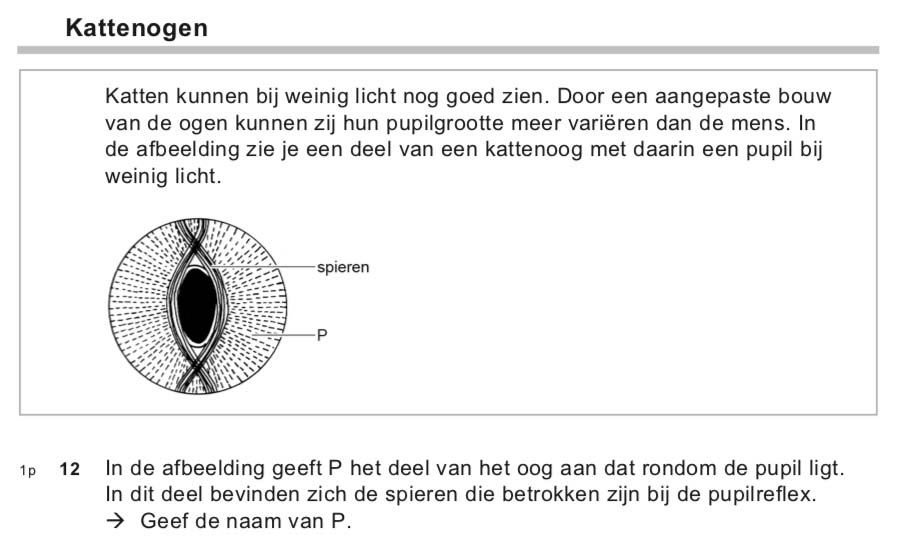 Kattenogen
Katten kunnen bij weinig licht nog goed zien. Door een aangepaste bouw
van de ogen kunnen zij hun pupilgrootte meer variëren dan de mens. In
de afbeelding zie je een deel van een kattenoog met daarin een pupil bij
weinig licht.
spieren
P
1p 12 In de afbeelding geeft P het deel van het oog aan dat rondom de pupil ligt.
In dit deel bevinden zich de spieren die betrokken zijn bij de pupilreflex.
→ Geef de naam van P.